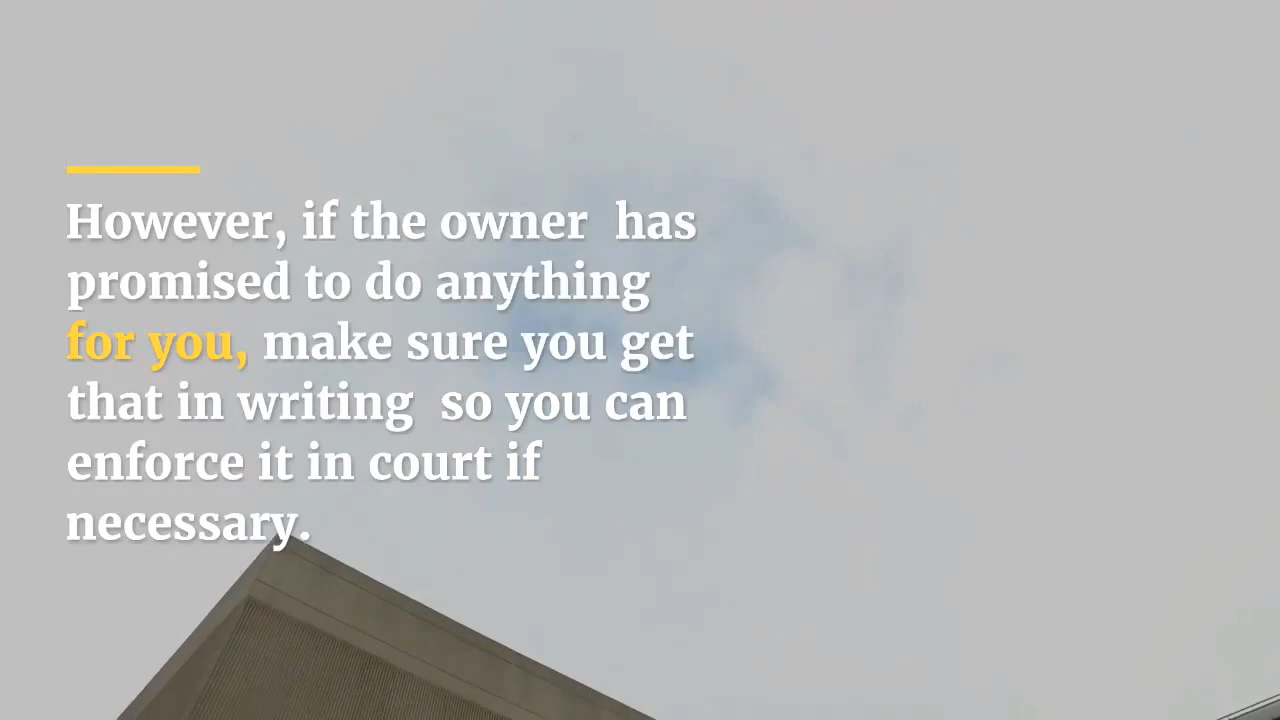 However, if the owner  has
promised to do anything
for you, make sure you get
that in writing  so you can
enforce it in court if
necessary.